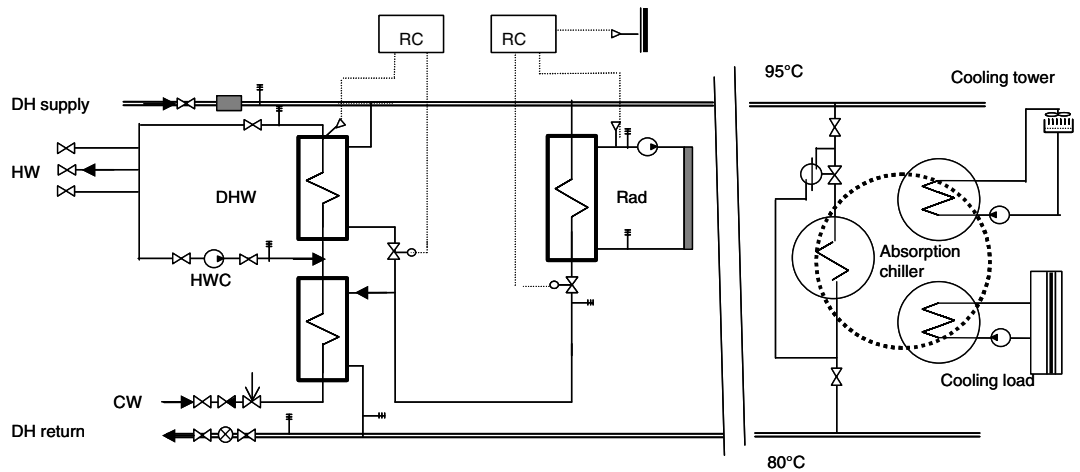 RC
RC
95°C
Cooling tower
DH supply
HW
DHW
Rad
Absorption
chiller
HWC
Cooling load
CW
DH return
80°C